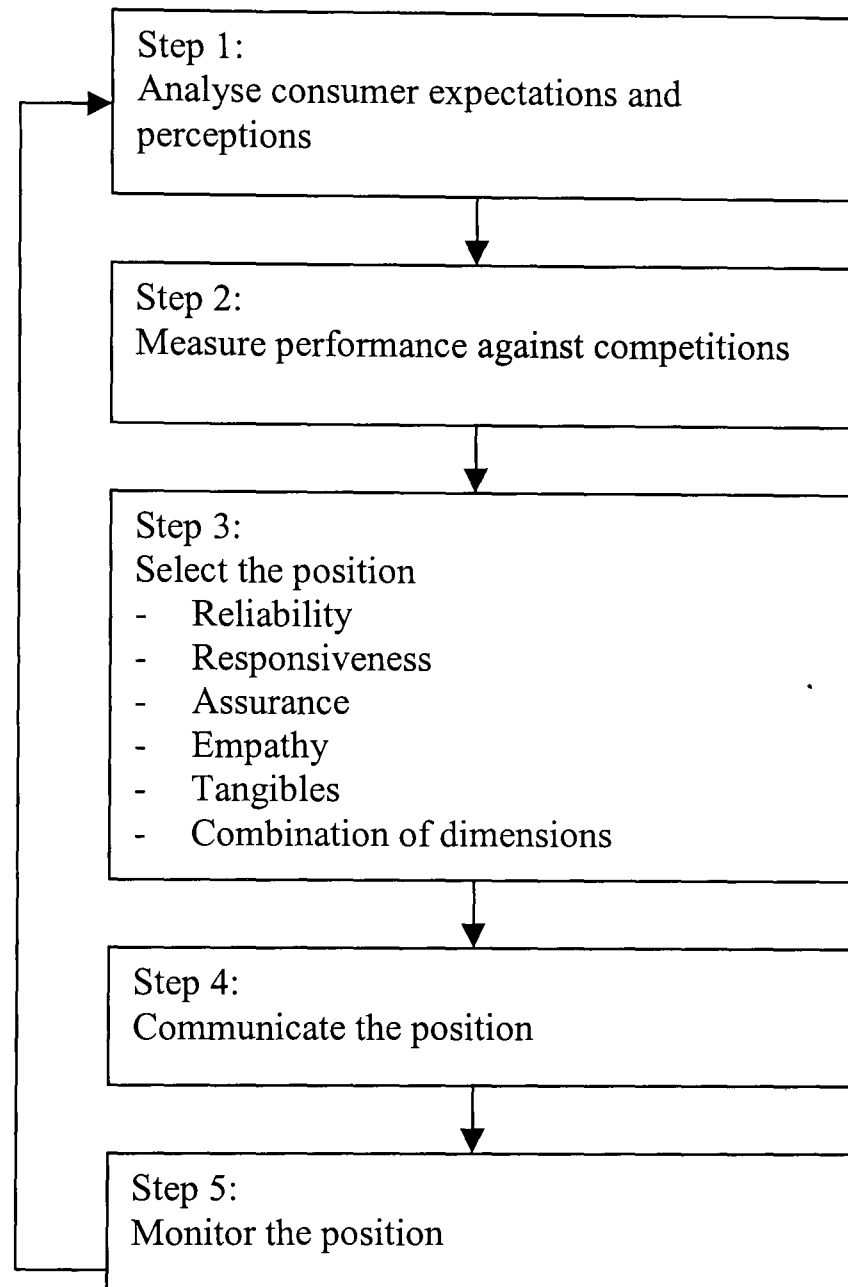 Step 1:
Analyse consumer expectations and
perceptions
Step 2:
Measure performance against competitions
Step 3:
Select the position
- Reliability
- Responsiveness
- Assurance
- Empathy
- Tangibles
- Combination of dimensions
Step 4:
Communicate the position
Step 5:
Monitor the position